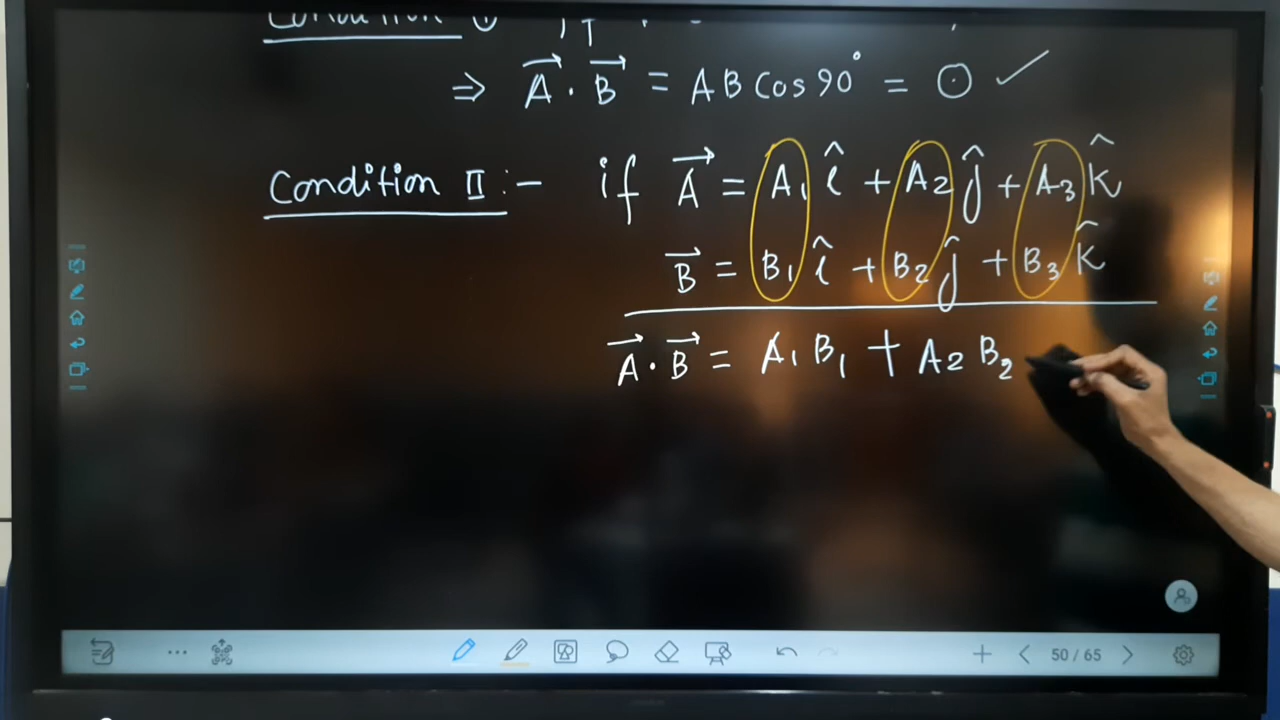 Condition
⇒ A⃗ · B⃗ = AB Cos 90° = 0 ✓
Condition II :- if A⃗ = A₁ î + A₂ ĵ + A₃ k̂
B⃗ = B₁ î + B₂ ĵ + B₃ k̂
A⃗ · B⃗ = A₁ B₁ + A₂ B₂
50 / 65